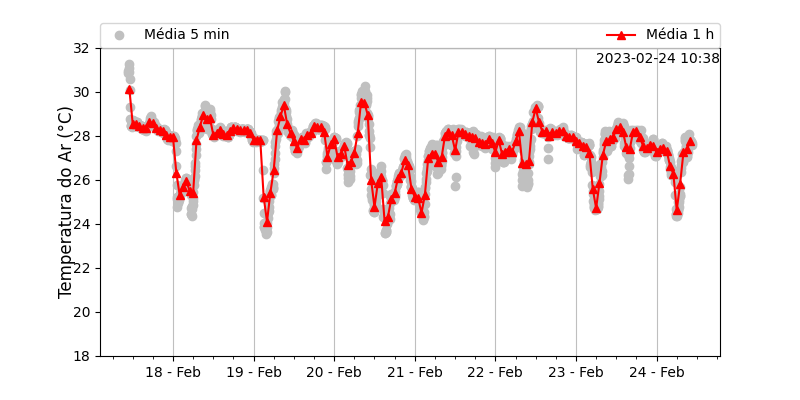 Média 5 min
Média 1 h
2023-02-24 10:38
Temperatura do Ar (°C)
32
30
28
26
24
22
20
18
18 - Feb
19 - Feb
20 - Feb
21 - Feb
22 - Feb
23 - Feb
24 - Feb